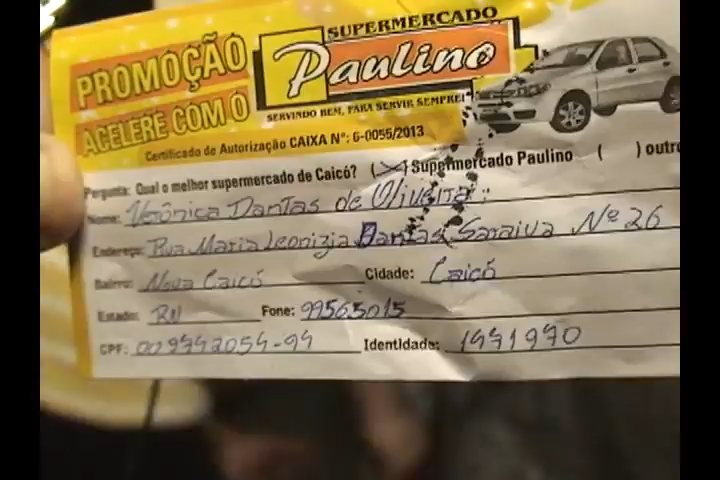 SUPERMERCADO
PROMOÇÃO Paulino
ACELERE COM O SERVINDO BEM, PARA SERVIR SEMPRE!
Certificado de Autorização CAIXA Nº: 6-0055/2013
Pergunta: Qual o melhor supermercado de Caicó? ( ) Supermercado Paulino ( ) outro
Nome: Verônica Dantas de Oliveira
Endereço: Rua Maria Leonizia Dantas Saraiva Nº 26
Bairro: Nova Caicó Cidade: Caicó
Estado: RN Fone: 99565015
CPF: Identidade: